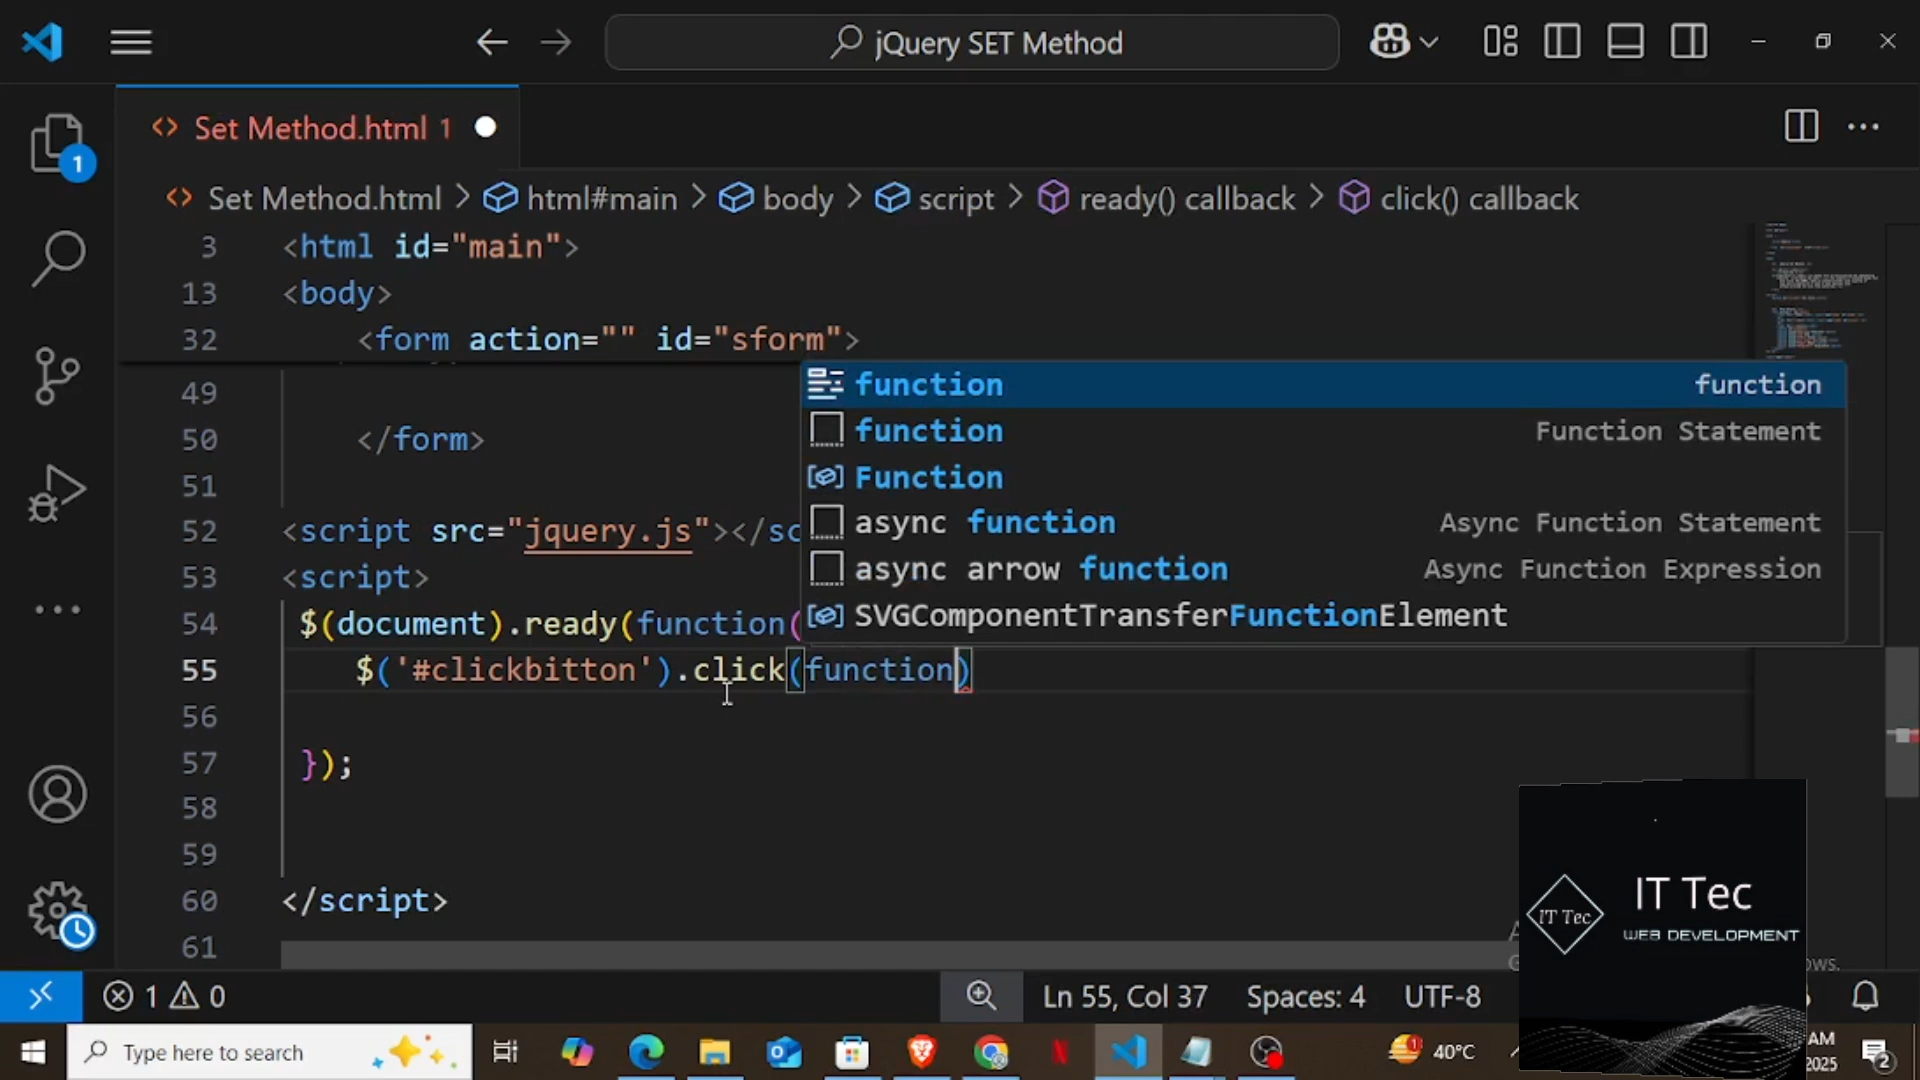 jQuery SET Method
Set Method.html 1
1
Set Method.html > html#main > body > script > ready() callback > click() callback
3 <html id="main">
13 <body>
32 <form action="" id="sform">
49
50 </form>
51
52 <script src="jquery.js"></sc
53 <script>
54 $(document).ready(function(
55 $('#clickbitton').click(function)
56
57 });
58
59
60 </script>
61
function function
function Function Statement
Function
async function Async Function Statement
async arrow function Async Function Expression
SVGComponentTransferFunctionElement
IT Tec
IT Tec
WEB DEVELOPMENT
1 0
Ln 55, Col 37
Spaces: 4
UTF-8
Type here to search
1
40°C
AM
2025
2